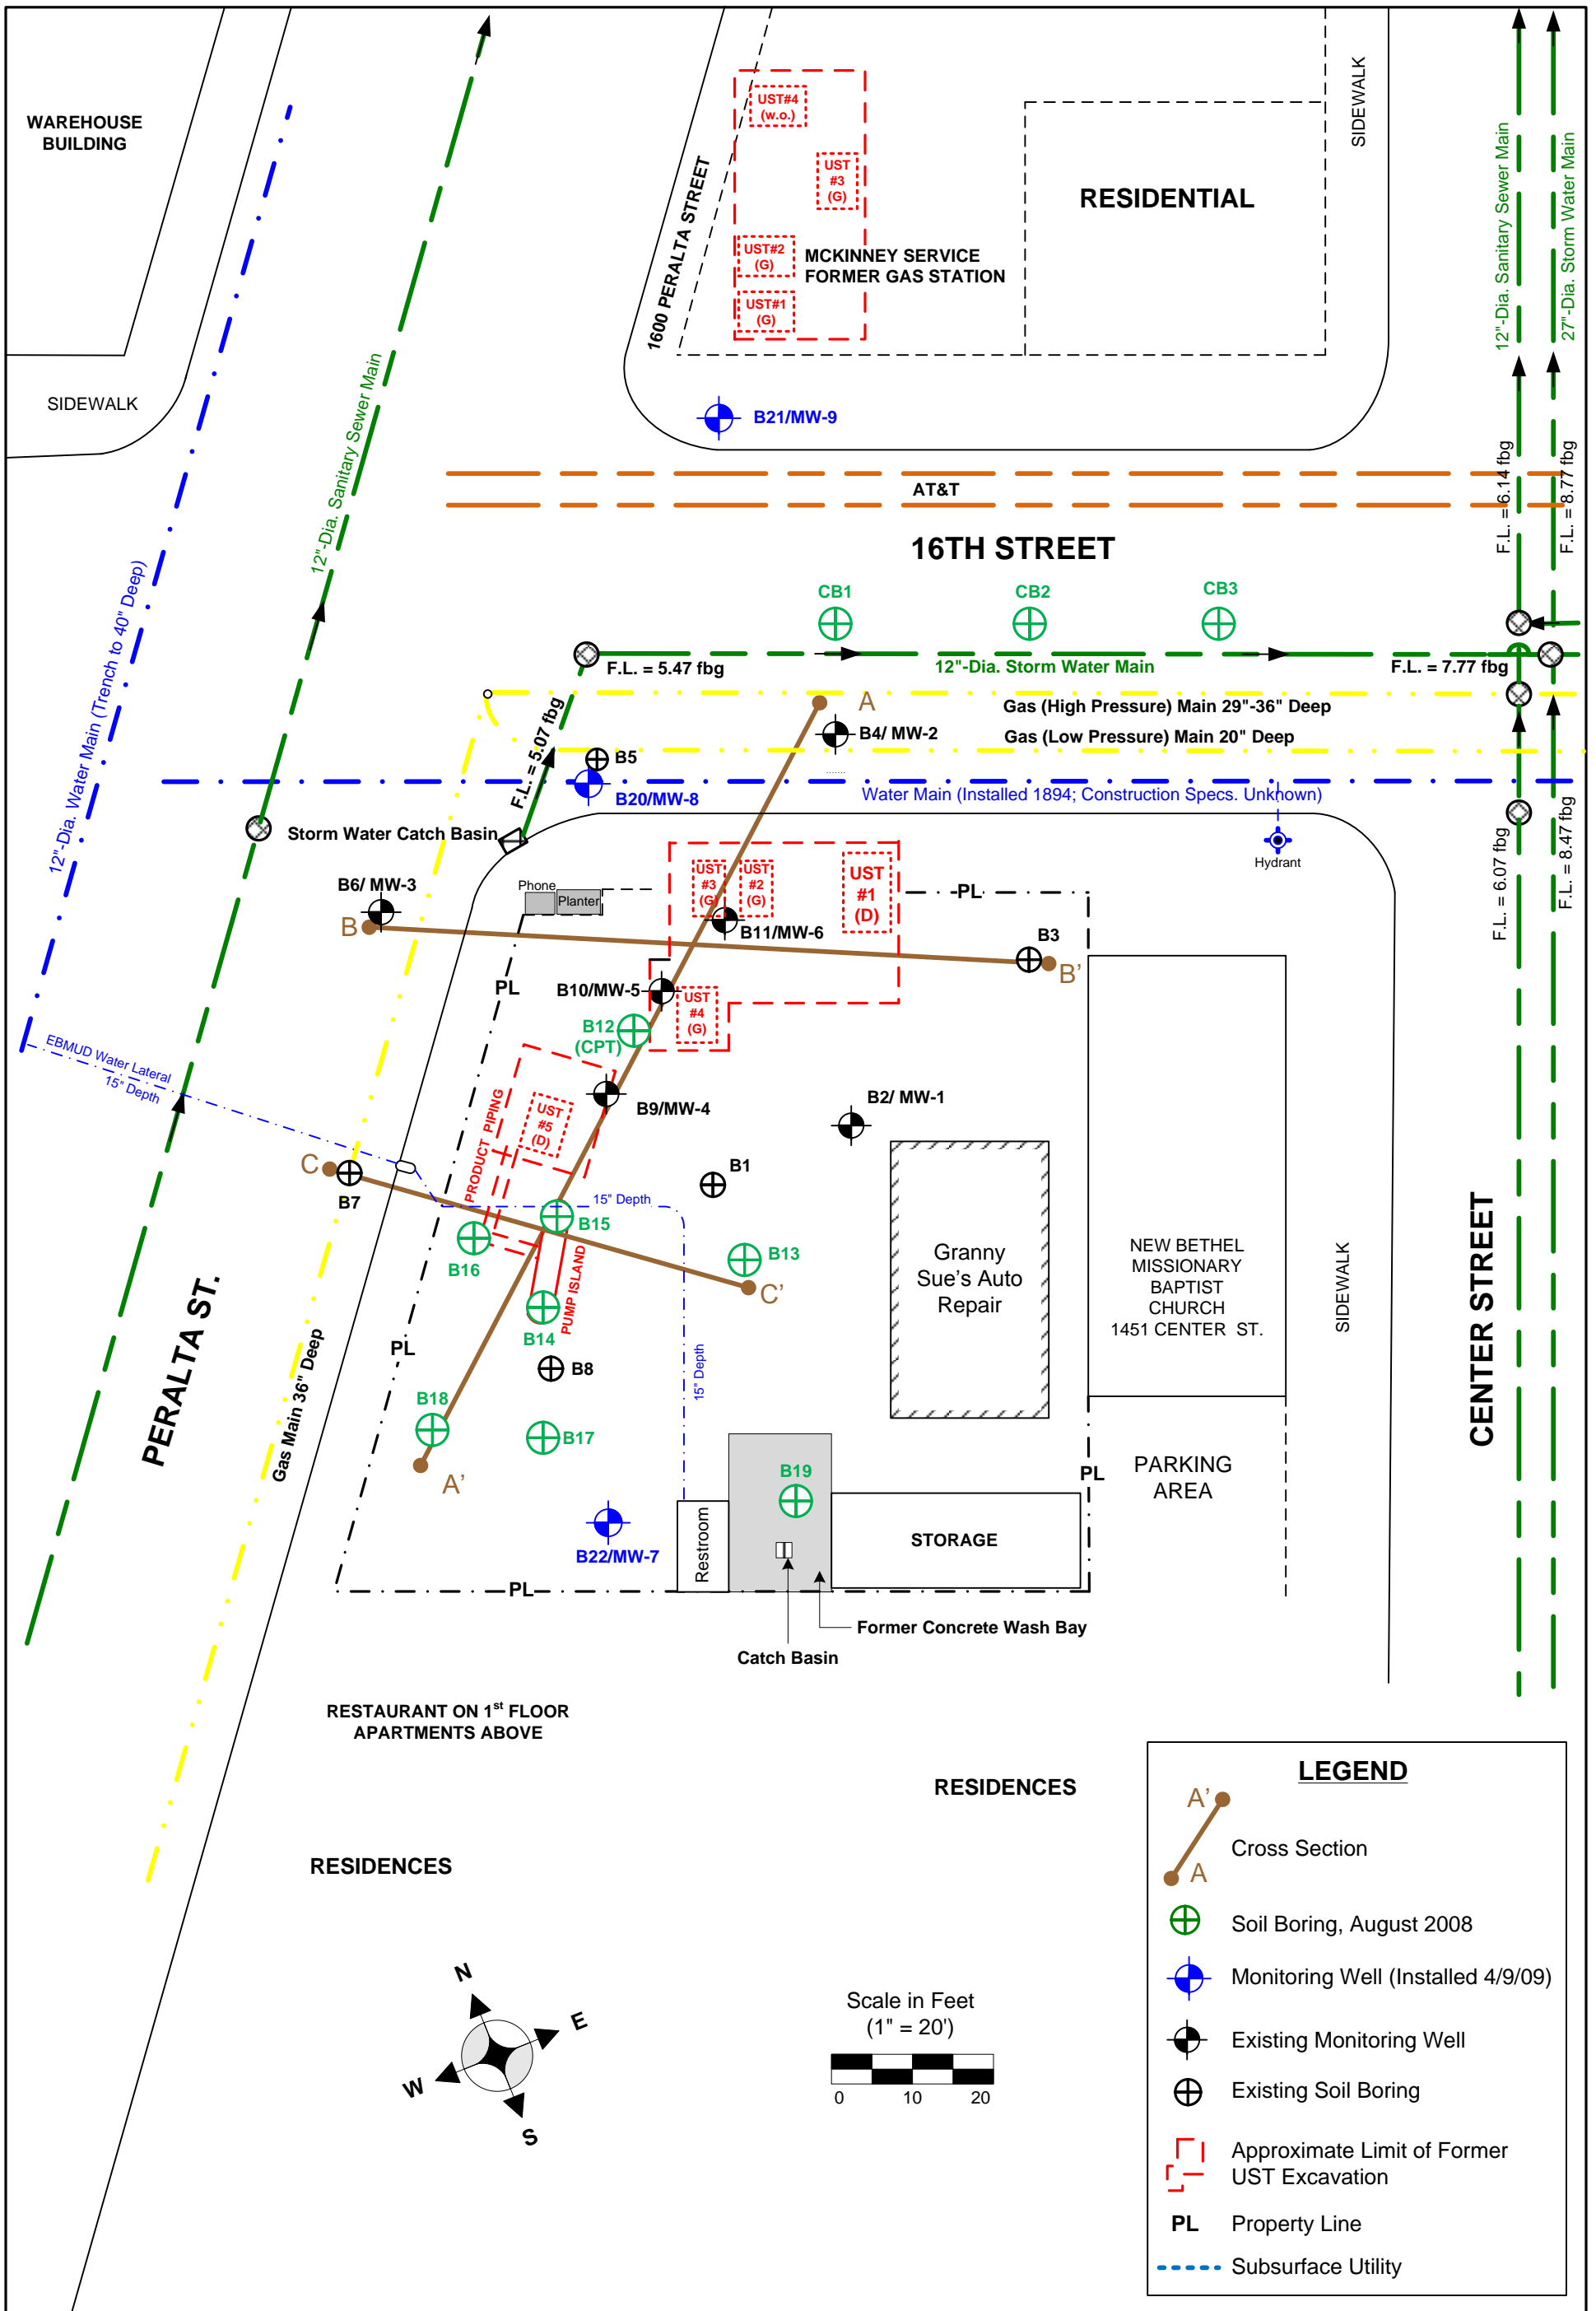 WAREHOUSE
BUILDING
SIDEWALK
UST#4
(w.o.)
UST
#3
(G)
UST#2
(G)
UST#1
(G)
1600 PERALTA STREET
MCKINNEY SERVICE
FORMER GAS STATION
RESIDENTIAL
SIDEWALK
12"-Dia. Sanitary Sewer Main
27"-Dia. Storm Water Main
12"-Dia. Sanitary Sewer Main
B21/MW-9
AT&T
F.L. = 6.14 fbg
F.L. = 8.77 fbg
16TH STREET
12"-Dia. Water Main (Trench to 40" Deep)
CB1
CB2
CB3
F.L. = 5.47 fbg
12"-Dia. Storm Water Main
F.L. = 7.77 fbg
A
Gas (High Pressure) Main 29"-36" Deep
B4/ MW-2
Gas (Low Pressure) Main 20" Deep
F.L. = 5.07 fbg
B5
B20/MW-8
Water Main (Installed 1894; Construction Specs. Unknown)
Storm Water Catch Basin
Hydrant
F.L. = 6.07 fbg
F.L. = 8.47 fbg
B6/ MW-3
B
Phone
Planter
UST
#3
(G)
UST
#2
(G)
UST
#1
(D)
PL
B11/MW-6
B3
B'
PL
B10/MW-5
UST
#4
(G)
B12
(CPT)
EBMUD Water Lateral
15" Depth
UST
#5
(D)
B9/MW-4
B2/ MW-1
PRODUCT PIPING
C
B7
B1
15" Depth
B15
B16
B13
C'
PUMP ISLAND
B14
Granny
Sue's Auto
Repair
NEW BETHEL
MISSIONARY
BAPTIST
CHURCH
1451 CENTER ST.
SIDEWALK
CENTER STREET
PERALTA ST.
Gas Main 36" Deep
PL
B8
15" Depth
B18
B17
A'
B19
PL
PARKING
AREA
B22/MW-7
Restroom
STORAGE
PL
Former Concrete Wash Bay
Catch Basin
RESTAURANT ON 1st FLOOR
APARTMENTS ABOVE
RESIDENCES
RESIDENCES
N
E
W
S
Scale in Feet
(1" = 20')
0 10 20
LEGEND
A'
Cross Section
A
Soil Boring, August 2008
Monitoring Well (Installed 4/9/09)
Existing Monitoring Well
Existing Soil Boring
Approximate Limit of Former
UST Excavation
PL Property Line
Subsurface Utility